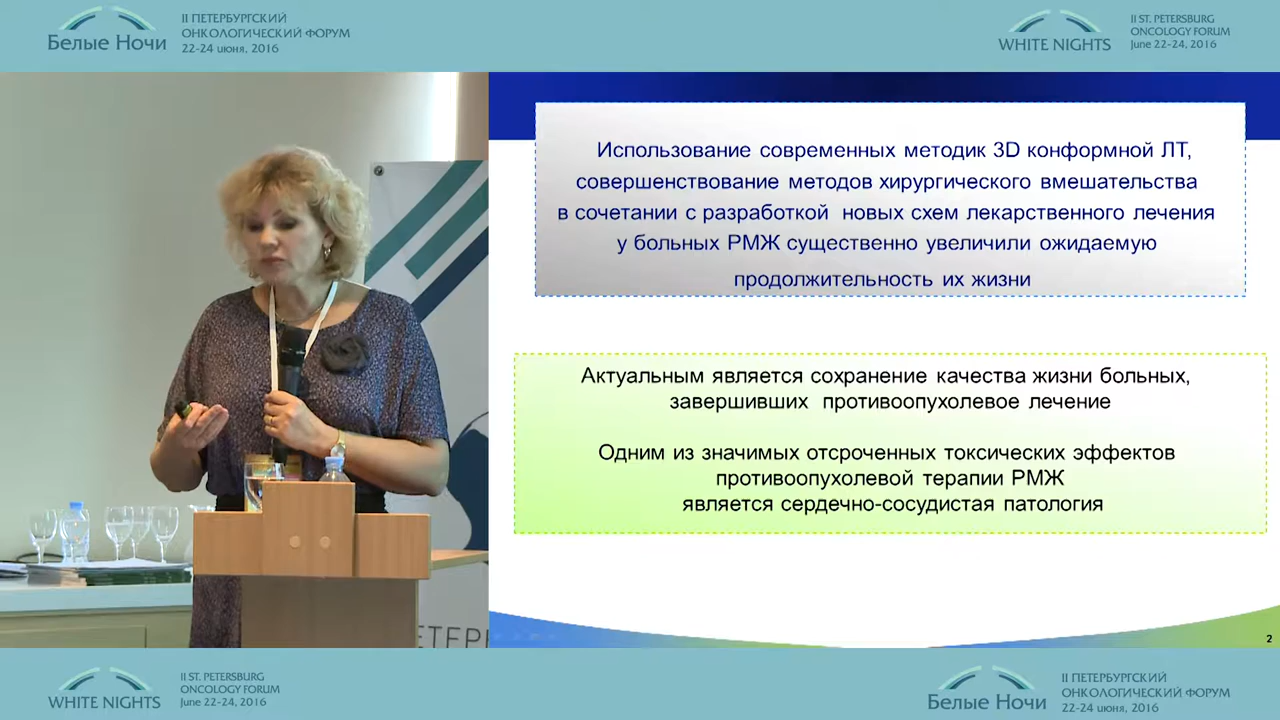 Белые Ночи
II ПЕТЕРБУРГСКИЙ
ОНКОЛОГИЧЕСКИЙ ФОРУМ
22-24 июня, 2016
WHITE NIGHTS
II ST. PETERSBURG
ONCOLOGY FORUM
June 22-24, 2016
Использование современных методик 3D конформной ЛТ,
совершенствование методов хирургического вмешательства
в сочетании с разработкой новых схем лекарственного лечения
у больных РМЖ существенно увеличили ожидаемую
продолжительность их жизни
Актуальным является сохранение качества жизни больных,
завершивших противоопухолевое лечение
Одним из значимых отсроченных токсических эффектов
противоопухолевой терапии РМЖ
является сердечно-сосудистая патология
2
ЕТЕРБ
WHITE NIGHTS
II ST. PETERSBURG
ONCOLOGY FORUM
June 22-24, 2016
Белые Ночи
II ПЕТЕРБУРГСКИЙ
ОНКОЛОГИЧЕСКИЙ ФОРУМ
22-24 июня, 2016